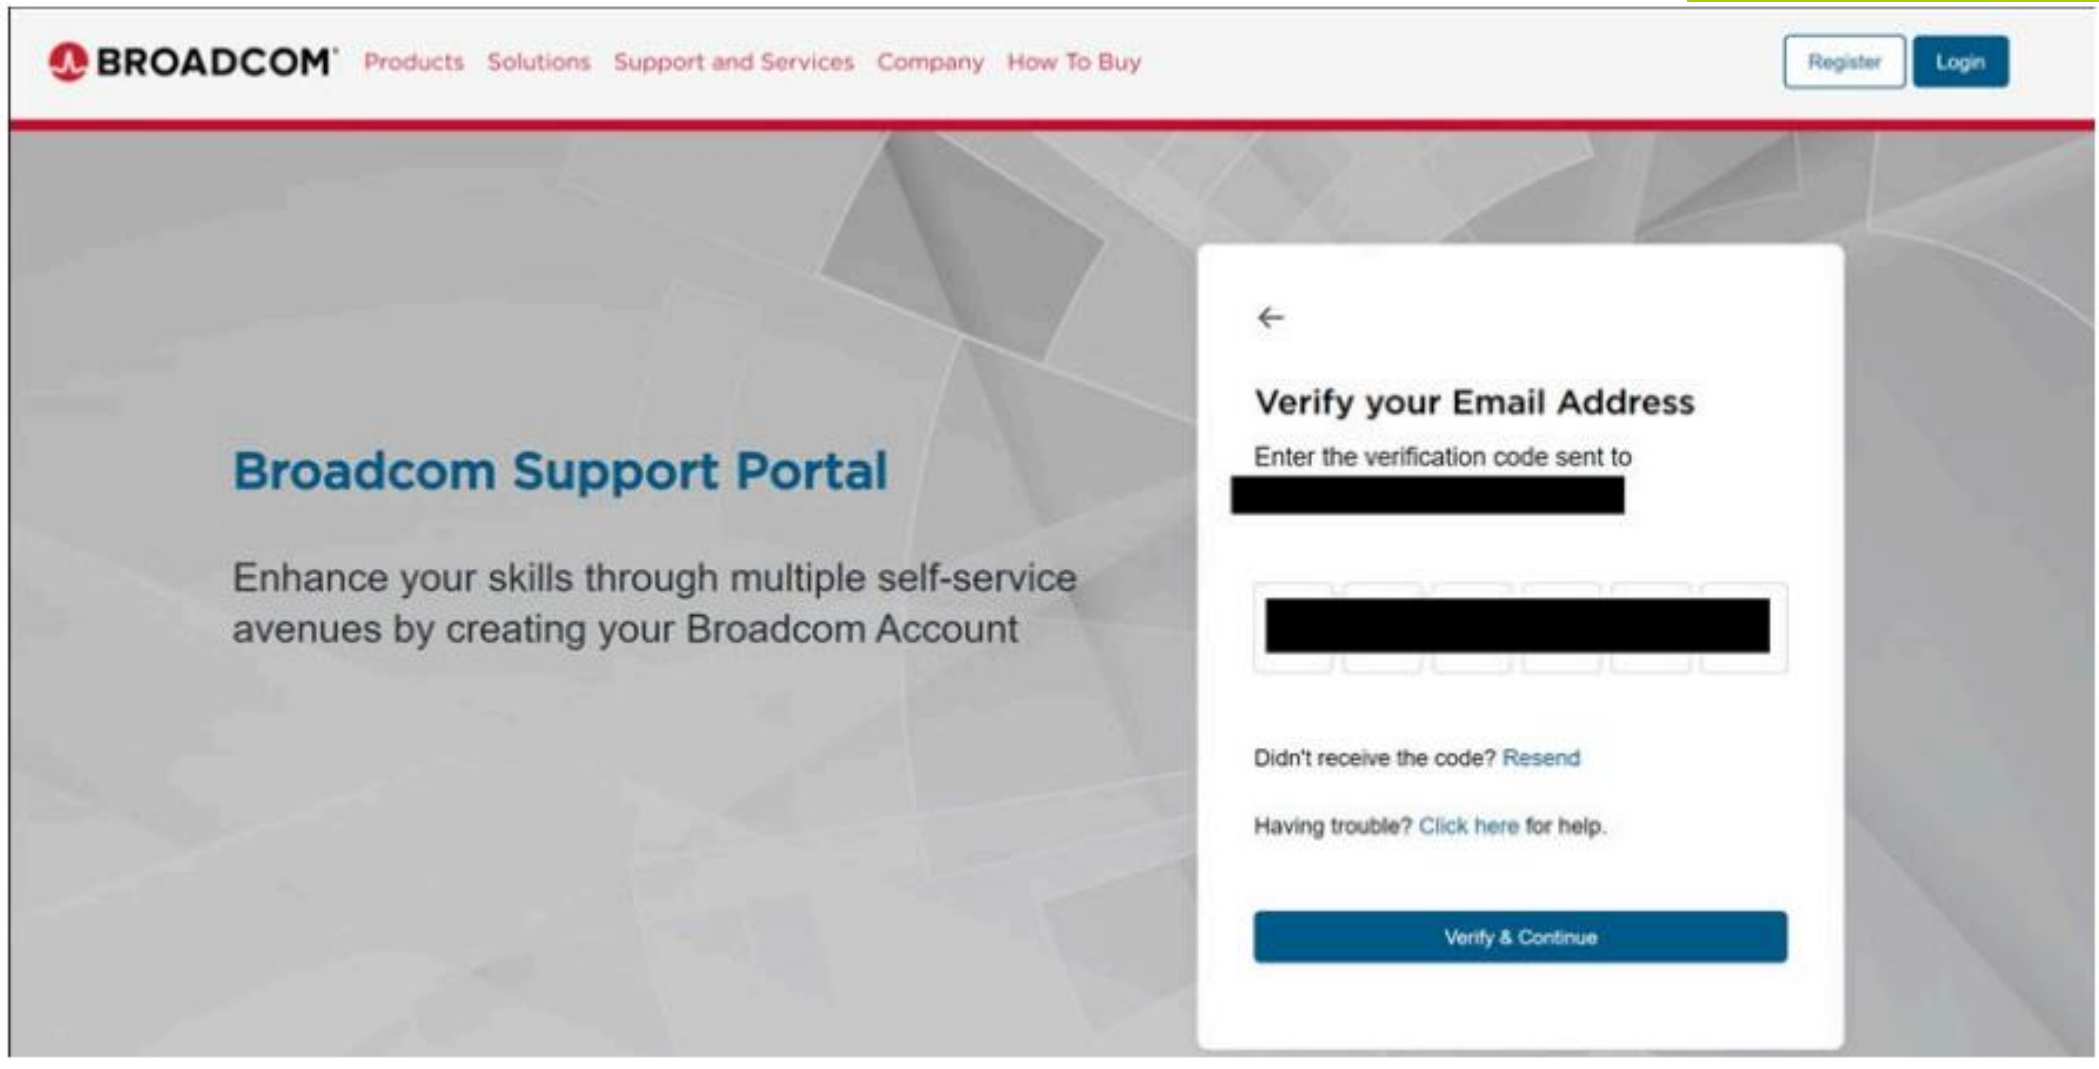 BROADCOM Products Solutions Support and Services Company How To Buy Register Login
Broadcom Support Portal
Enhance your skills through multiple self-service
avenues by creating your Broadcom Account
←
Verify your Email Address
Enter the verification code sent to
Didn't receive the code? Resend
Having trouble? Click here for help.
Verify & Continue